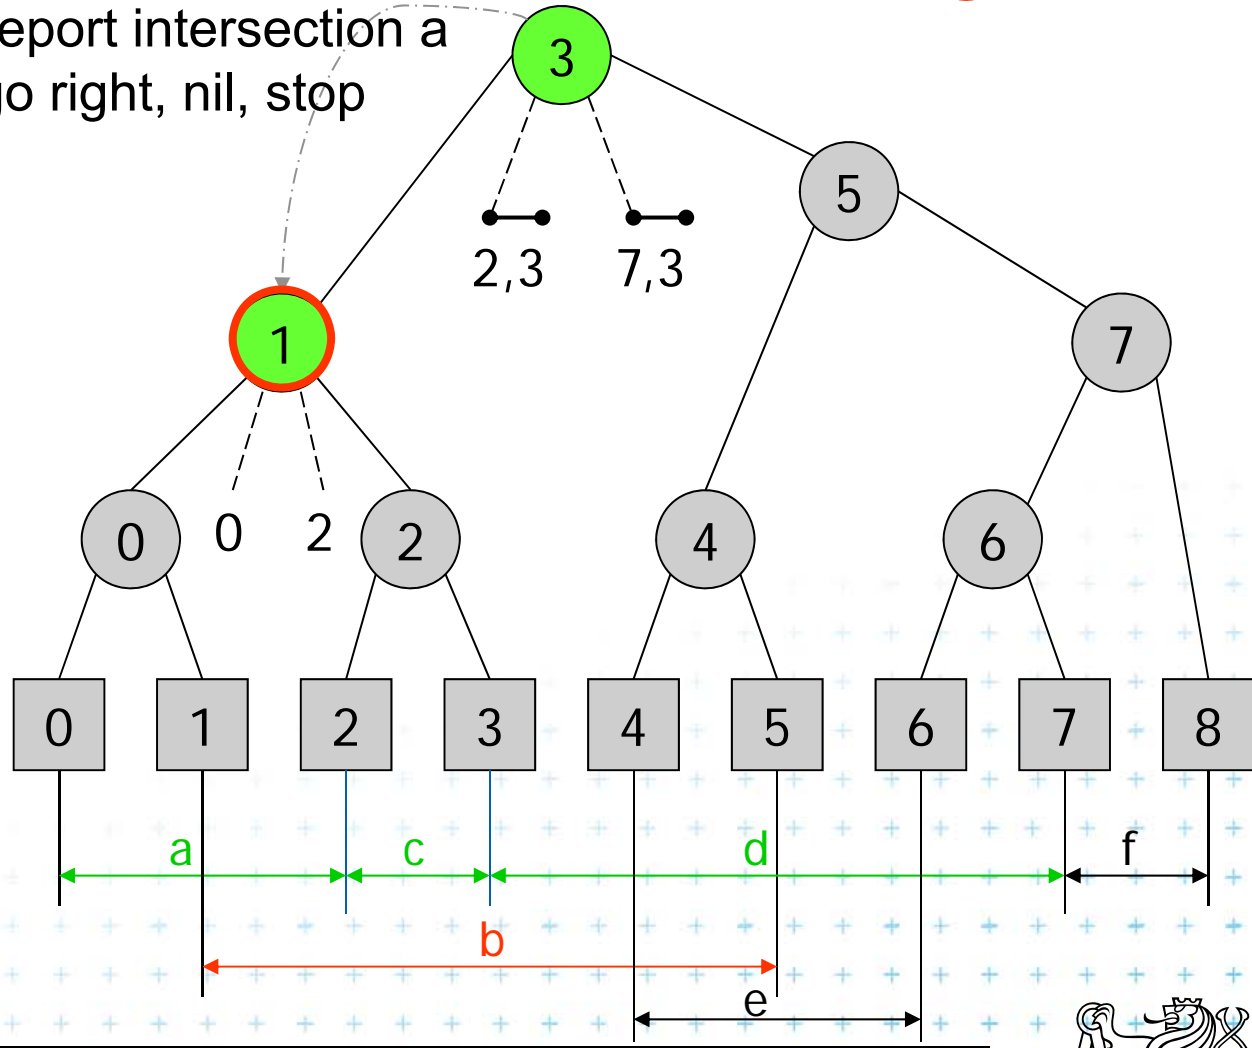 eport intersection a
go right, nil, stop
3
5
2,3 7,3
1
7
0 0 2 2 4 6
0 1 2 3 4 5 6 7 8
a c d f
b
e